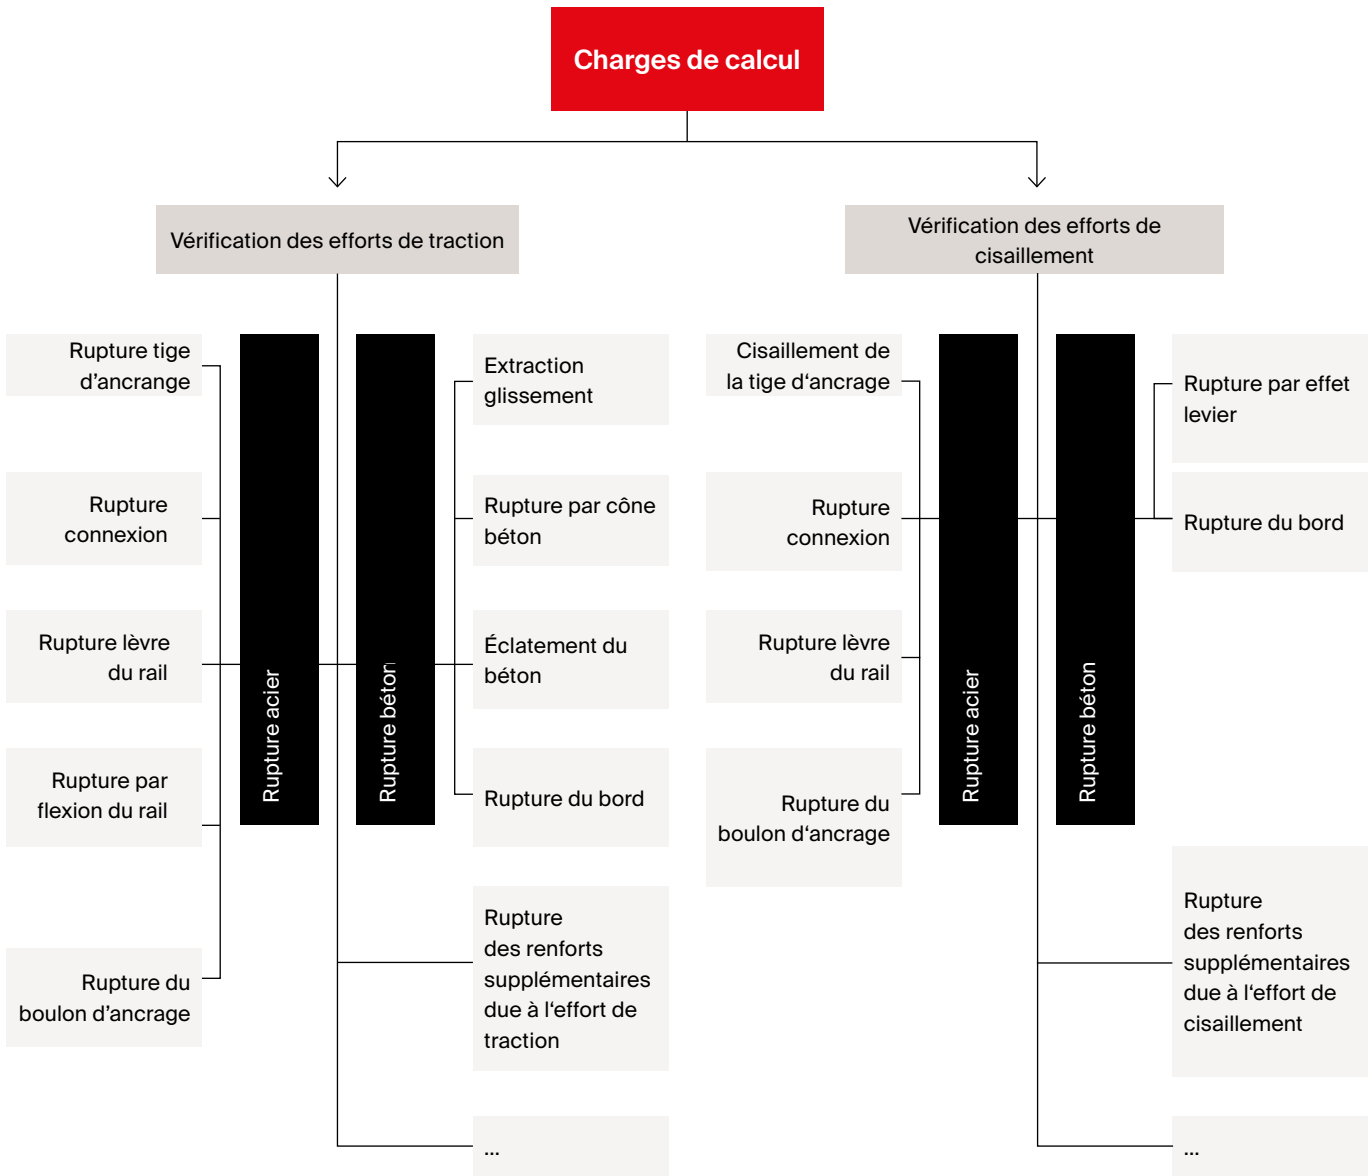 Charges de calcul
Vérification des efforts de traction
Rupture tige
d’ancrange
Rupture
connexion
Rupture lèvre
du rail
Rupture par
flexion du rail
Rupture du
boulon d’ancrage
Rupture acier
Rupture béton
Extraction
glissement
Rupture par cône
béton
Éclatement du
béton
Rupture du bord
Rupture
des renforts
supplémentaires
due à l‘effort de
traction
...
Vérification des efforts de
cisaillement
Cisaillement de
la tige d‘ancrage
Rupture
connexion
Rupture lèvre
du rail
Rupture du
boulon d‘ancrage
Rupture acier
Rupture béton
Rupture par effet
levier
Rupture du bord
Rupture
des renforts
supplémentaires
due à l‘effort de
cisaillement
...